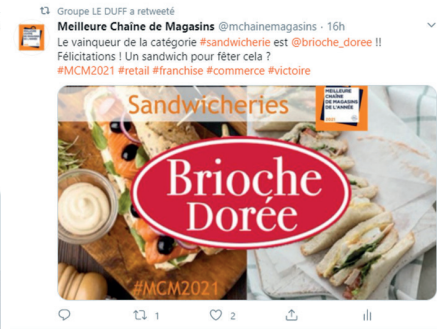 Groupe LE DUFF a retweeté
Meilleure Chaîne de Magasins @mchainemagasins · 16h
Le vainqueur de la catégorie #sandwicherie est @brioche_doree !!
Félicitations ! Un sandwich pour fêter cela ?
#MCM2021 #retail #franchise #commerce #victoire
Sandwicheries
MEILLEURE
CHAÎNE
DE MAGASINS
DE L'ANNÉE
Brioche
Dorée
#MCM2021
1
2